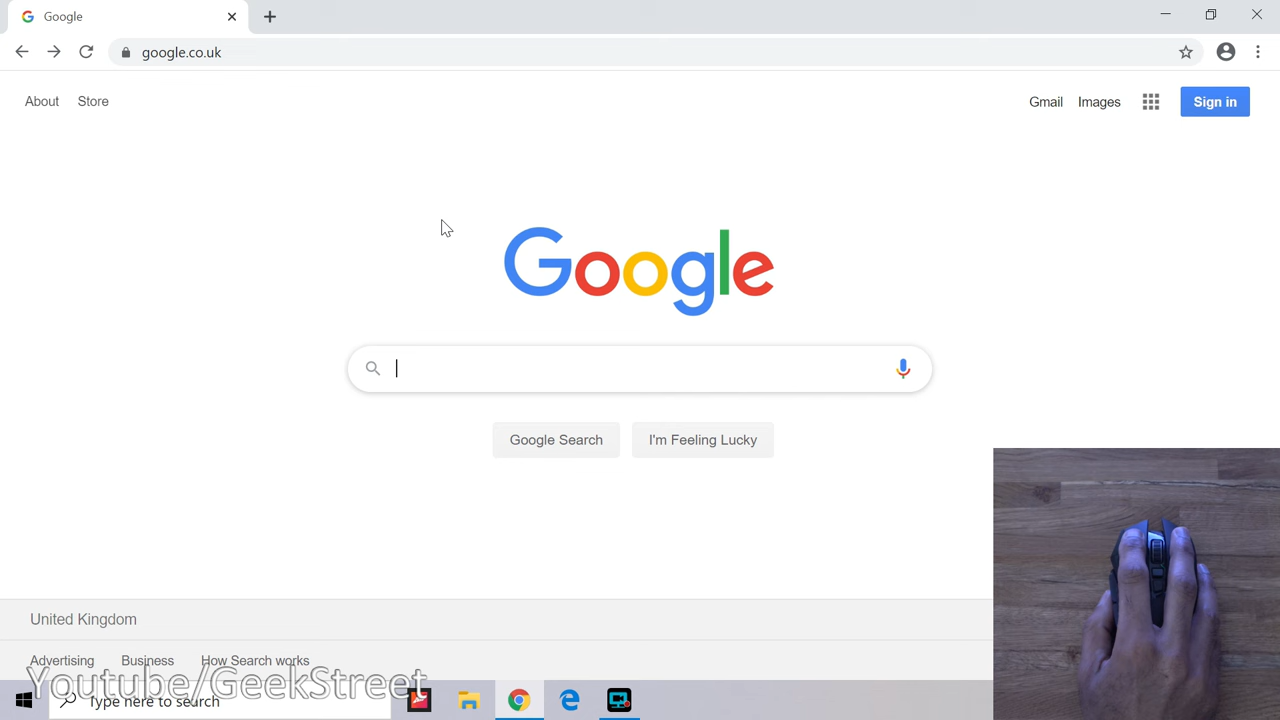 Google
google.co.uk
About Store
Gmail Images Sign in
Google
Google Search I'm Feeling Lucky
United Kingdom
Advertising Business How Search works
Youtube/GeekStreet
Type here to search